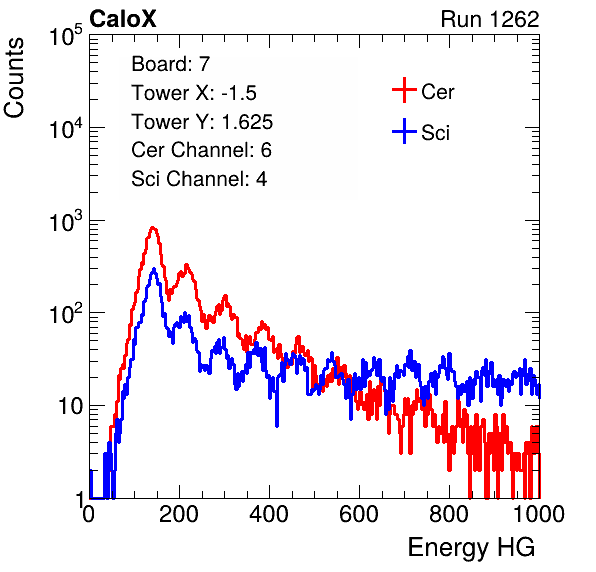 CaloX Run 1262
Counts
10^5
10^4
10^3
10^2
10
1
Board: 7
Tower X: -1.5
Tower Y: 1.625
Cer Channel: 6
Sci Channel: 4
Cer
Sci
0 200 400 600 800 1000
Energy HG